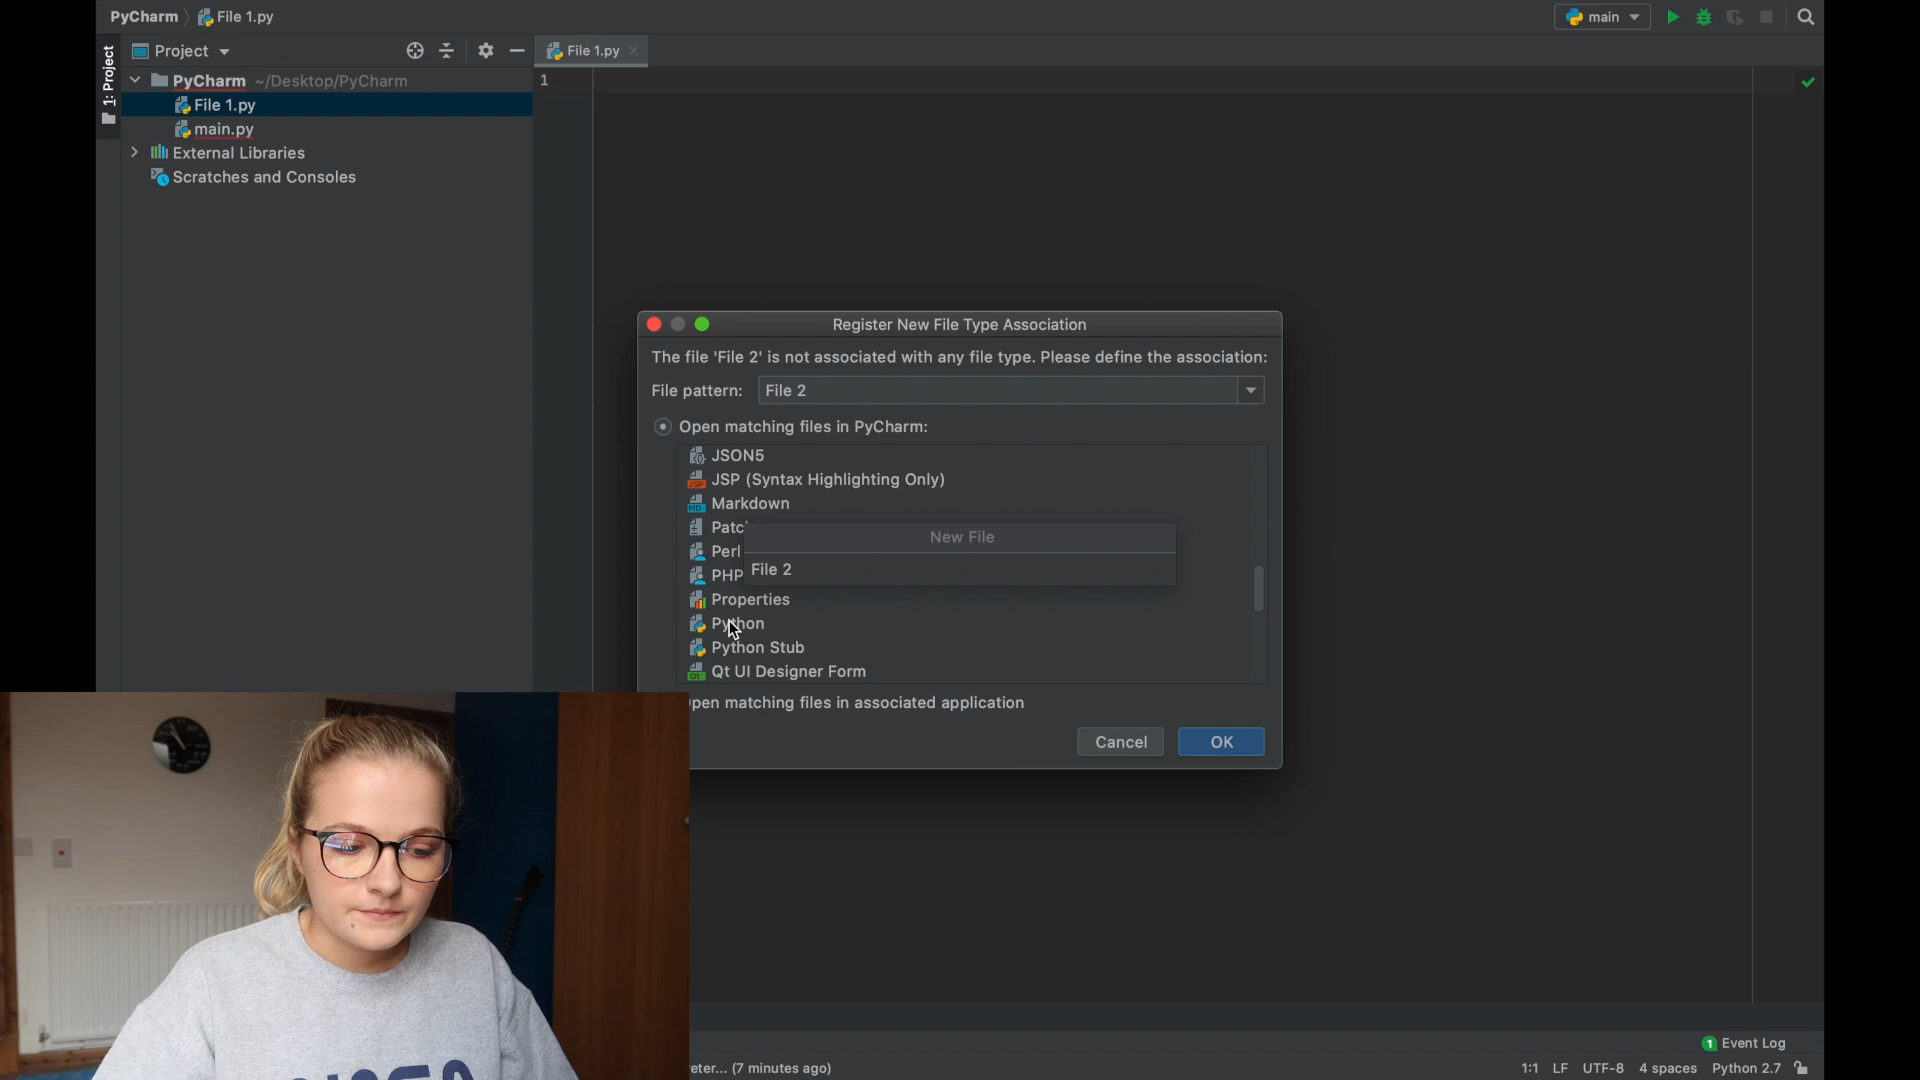 PyCharm File 1.py
main
1: Project
Project
File 1.py
PyCharm ~/Desktop/PyCharm
File 1.py
main.py
External Libraries
Scratches and Consoles
1
Register New File Type Association
The file 'File 2' is not associated with any file type. Please define the association:
File pattern: File 2
Open matching files in PyCharm:
JSON5
JSP (Syntax Highlighting Only)
Markdown
Perl
PHP
New File
File 2
Properties
Python
Python Stub
Qt UI Designer Form
matching files in associated application
Cancel OK
1 Event Log
(7 minutes ago)
1:1 LF UTF-8 4 spaces Python 2.7